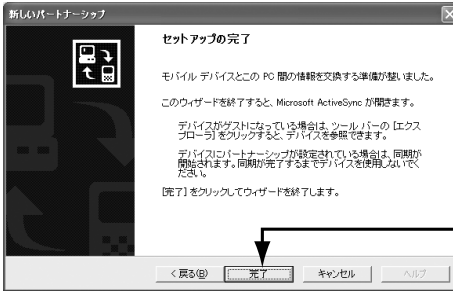 新しいパートナーシップ
セットアップの完了
モバイル デバイスとこの PC 間の情報を交換する準備が整いました。
このウィザードを終了すると、Microsoft ActiveSync が開きます。
デバイスがゲストになっている場合は、ツール バーの [エクス
プローラ] をクリックすると、デバイスを参照できます。
デバイスにパートナーシップが設定されている場合は、同期が
開始されます。同期が完了するまでデバイスを使用しないでく
ださい。
[完了] をクリックしてウィザードを終了します。
< 戻る(B)
完了
キャンセル
ヘルプ